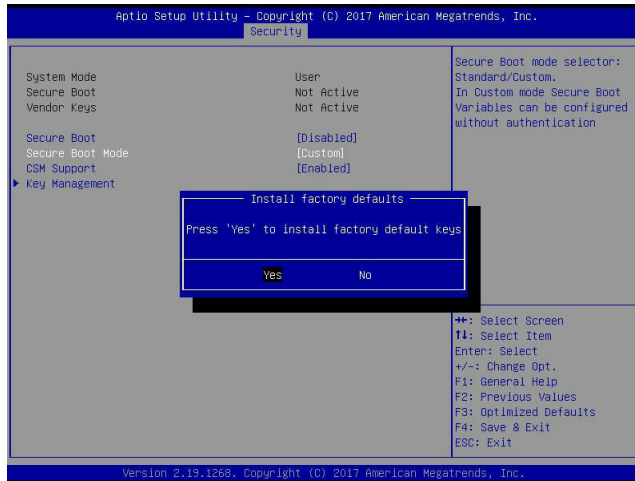 Aptio Setup Utility – Copyright (C) 2017 American Megatrends, Inc.
Security
System Mode User
Secure Boot Not Active
Vendor Keys Not Active
Secure Boot [Disabled]
Secure Boot Mode [Custom]
CSM Support [Enabled]
Key Management
Secure Boot mode selector:
Standard/Custom.
In Custom mode Secure Boot
Variables can be configured
without authentication
Install factory defaults
Press 'Yes' to install factory default keys
Yes No
→←: Select Screen
↑↓: Select Item
Enter: Select
+/-: Change Opt.
F1: General Help
F2: Previous Values
F3: Optimized Defaults
F4: Save & Exit
ESC: Exit
Version 2.19.1268. Copyright (C) 2017 American Megatrends, Inc.